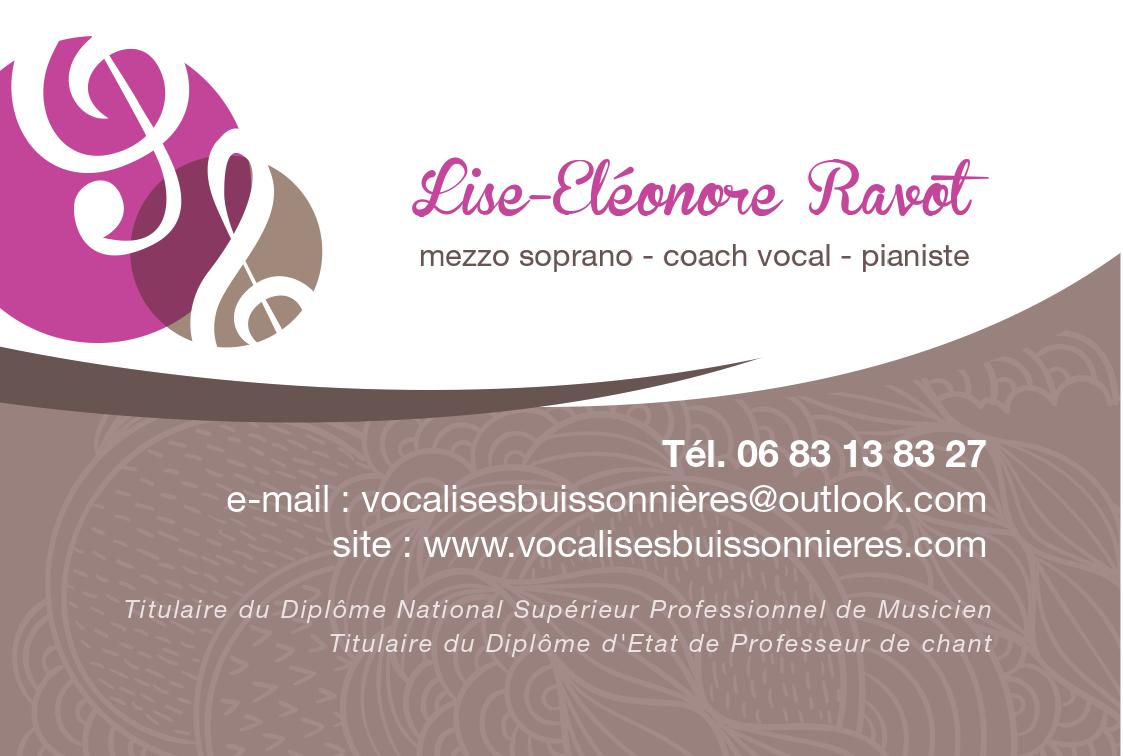 Lise-Eléonore Ravot
mezzo soprano - coach vocal - pianiste
Tél. 06 83 13 83 27
e-mail : vocalisesbuissonnières@outlook.com
site : www.vocalisesbuissonnieres.com
Titulaire du Diplôme National Supérieur Professionnel de Musicien
Titulaire du Diplôme d'Etat de Professeur de chant